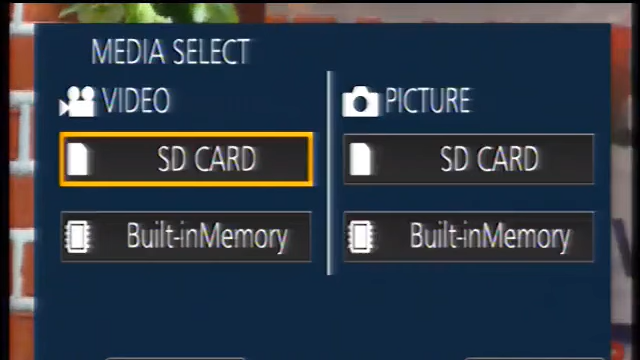 MEDIA SELECT
VIDEO
SD CARD
Built-inMemory
PICTURE
SD CARD
Built-inMemory